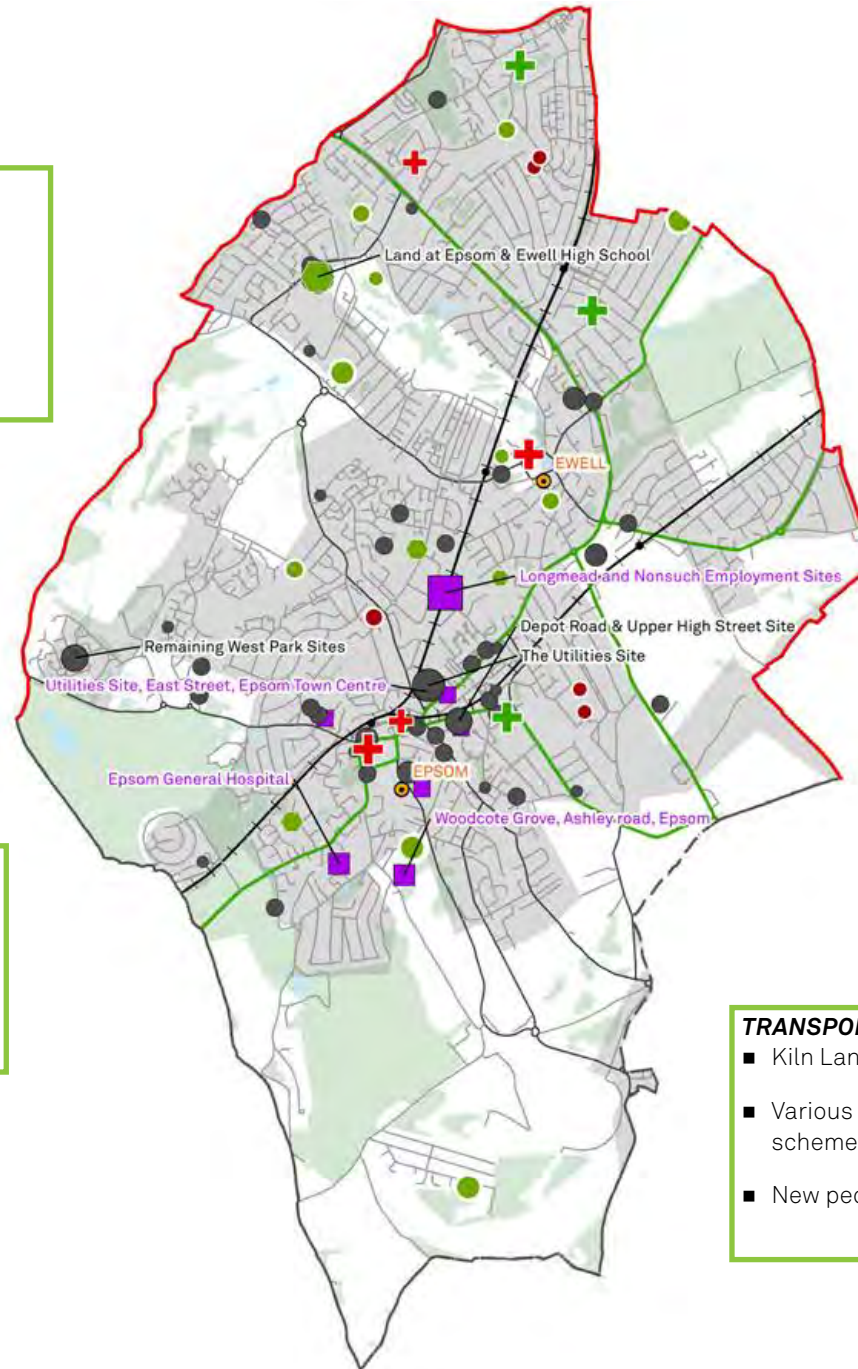 Land at Epsom & Ewell High School
EWELL
Longmead and Nonsuch Employment Sites
Depot Road & Upper High Street Site
Remaining West Park Sites
The Utilities Site
Utilities Site, East Street, Epsom Town Centre
Epsom General Hospital
EPSOM
Woodcote Grove, Ashley road, Epsom
TRANSPO
■ Kiln Lan
■ Various
scheme
■ New ped